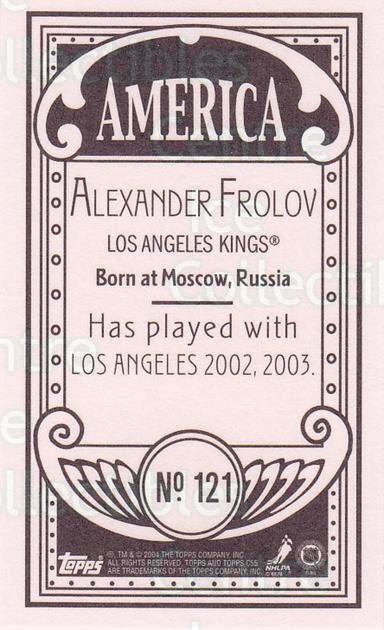 AMERICA
ALEXANDER FROLOV
LOS ANGELES KINGS®
Born at Moscow, Russia
Has played with
LOS ANGELES 2002, 2003.
Nº 121
topps
®, TM & © 2004 THE TOPPS COMPANY, INC.
ALL RIGHTS RESERVED. TOPPS AND TOPPS C55
ARE TRADEMARKS OF THE TOPPS COMPANY, INC.
NHLPA